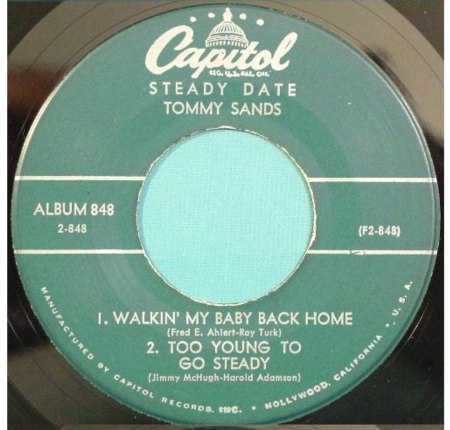 Capitol
REG. U.S. PAT. OFF.
STEADY DATE
TOMMY SANDS
ALBUM 848
2-848
(F2-848)
1. WALKIN' MY BABY BACK HOME
(Fred E. Ahlert-Roy Turk)
2. TOO YOUNG TO
GO STEADY
(Jimmy McHugh-Harold Adamson)
MANUFACTURED BY CAPITOL RECORDS, INC. • HOLLYWOOD, CALIFORNIA • U.S.A.